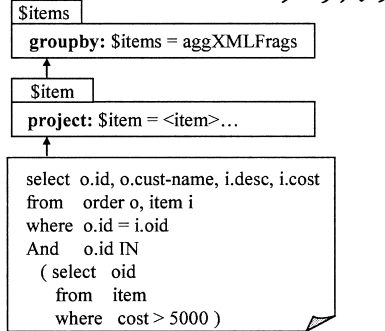 $items
groupby: $items = aggXMLFrags
$item
project: $item = <item>...
select o.id, o.cust-name, i.desc, i.cost
from order o, item i
where o.id = i.oid
And o.id IN
( select oid
from item
where cost > 5000 )